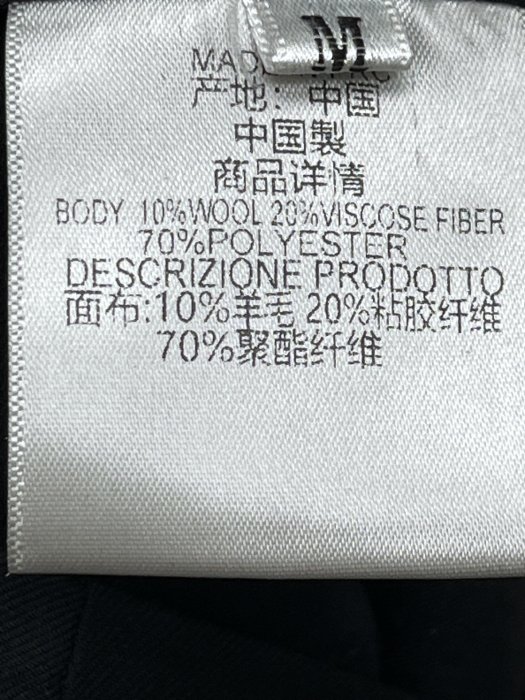 M
产地：中国
中国製
商品详情
BODY 10%WOOL 20%VISCOSE FIBER
70%POLYESTER
DESCRIZIONE PRODOTTO
面布:10%羊毛 20%粘胶纤维
70%聚酯纤维